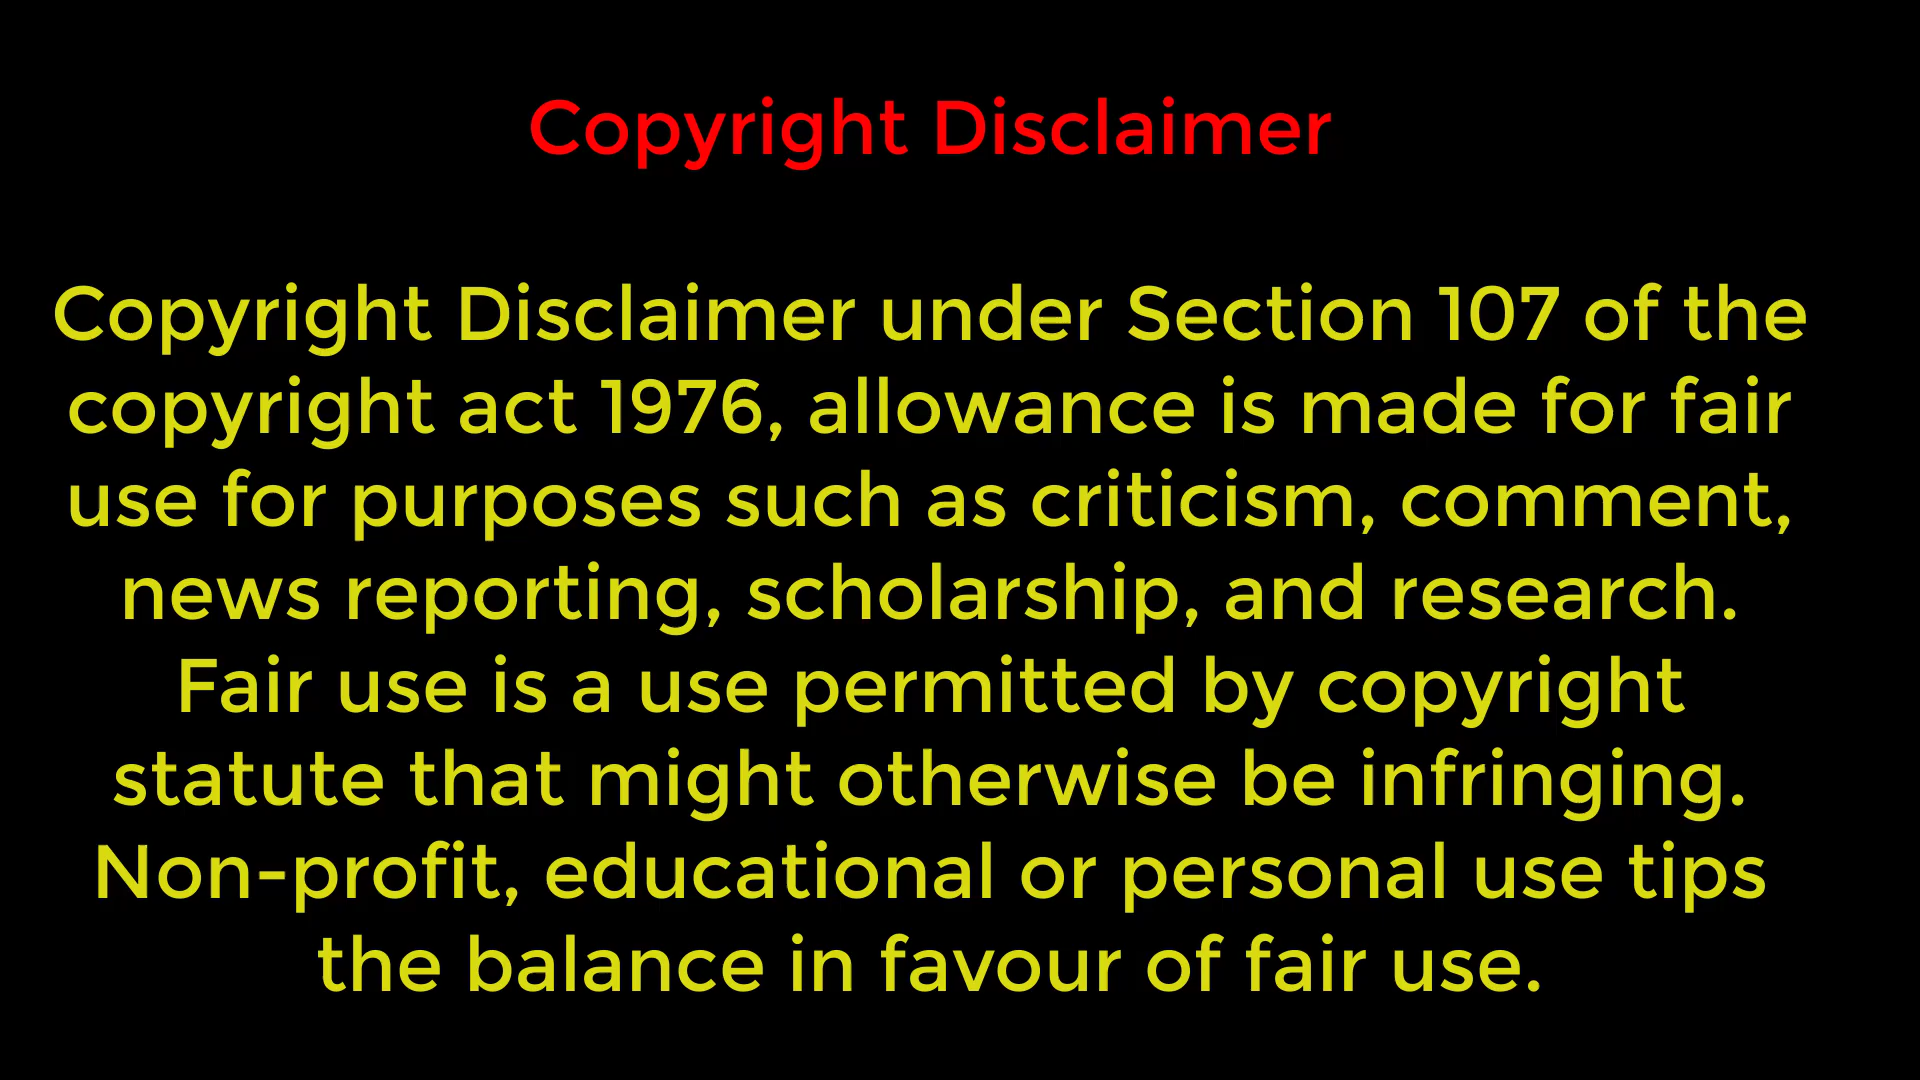 Copyright Disclaimer
Copyright Disclaimer under Section 107 of the
copyright act 1976, allowance is made for fair
use for purposes such as criticism, comment,
news reporting, scholarship, and research.
Fair use is a use permitted by copyright
statute that might otherwise be infringing.
Non-profit, educational or personal use tips
the balance in favour of fair use.